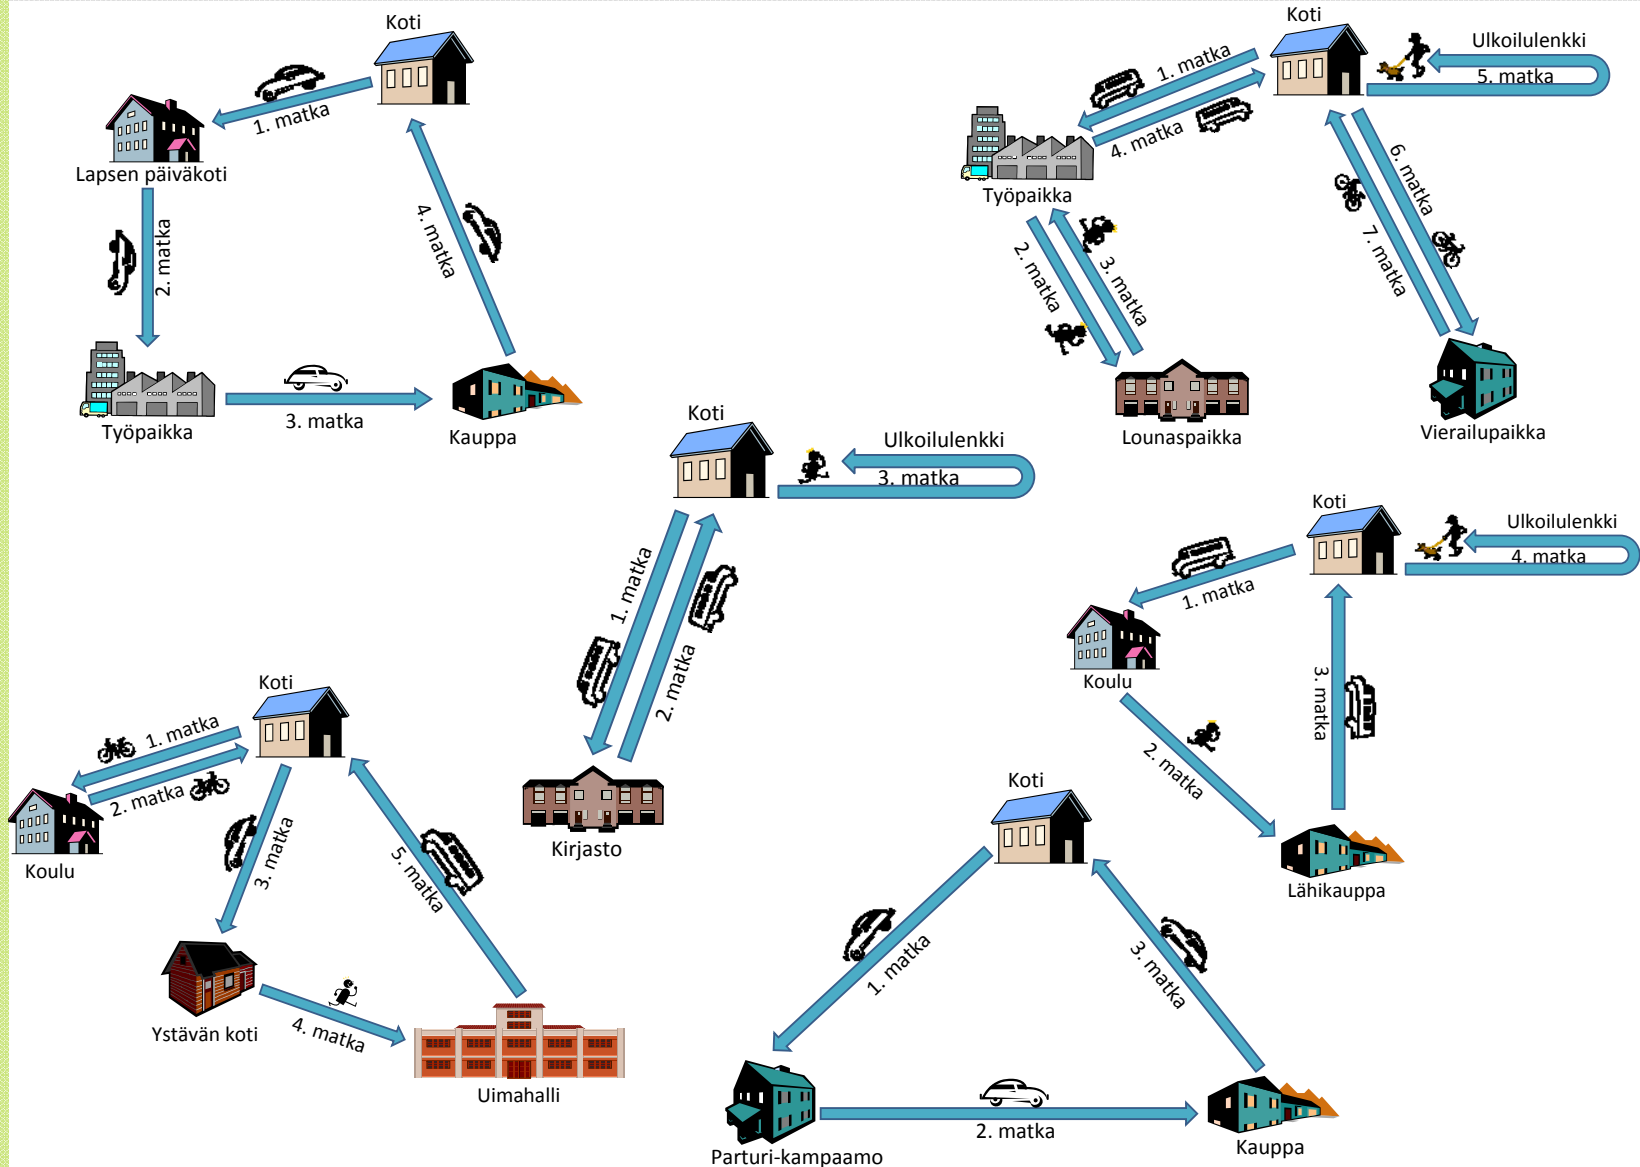 Koti
1. matka
Lapsen päiväkoti
2. matka
4. matka
Työpaikka
3. matka
Kauppa
Koti
Ulkoilulenkki
5. matka
1. matka
4. matka
Työpaikka
6. matka
7. matka
2. matka
3. matka
Lounaspaikka
Vierailupaikka
Koti
Ulkoilulenkki
3. matka
1. matka
2. matka
Kirjasto
Koti
Ulkoilulenkki
4. matka
1. matka
Koulu
2. matka
3. matka
Lähikauppa
Koti
1. matka
2. matka
Koulu
3. matka
5. matka
Ystävän koti
4. matka
Uimahalli
Koti
1. matka
3. matka
2. matka
Parturi-kampaamo
Kauppa